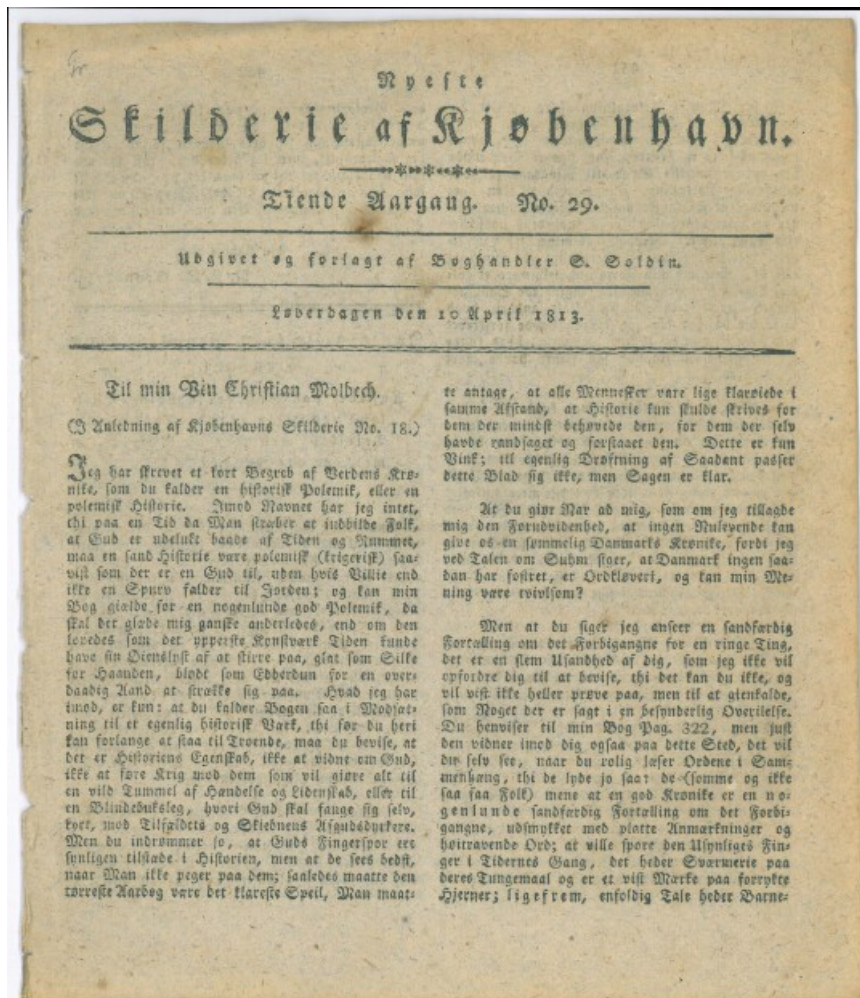 Nyeste
Skilderie af Kjøbenhavn.
Tiende Aargang. No. 29.
Udgivet og forlagt af Boghandler S. Soldin.
Løverdagen den 10 April 1813.
Til min Ven Christian Molbech.
(I Anledning af Kjøbenhavns Skilderie No. 18.)
Jeg har skrevet et kort Begreb af Verdens Krø-
nike, som du kalder en historisk Polemik, eller en
polemisk Historie. Imod Navnet har jeg intet,
thi paa en Tid da Man stræber at indbilde Folk,
at Gud er udelukt baade af Tiden og Rummet,
maa en sand Historie være polemisk (krigerisk) saa-
vist som der er en Gud til, uden hvis Villie end
ikke en Spurv falder til Jorden; og kan min
Bog gjælde for en nogenlunde god Polemik, da
skal det glæde mig ganske anderledes, end om den
lovedes som det ypperste Konstværk Tiden kunde
have sin Øienslyst af at stirre paa, glat som Silke
for Haanden, blødt som Edderdun for en over-
daadig Aand at strække sig paa. Hvad jeg har
imod, er kun: at du kalder Bogen saa i Modsæt-
ning til et egenlig historisk Værk, thi før du heri
kan forlange at staa til Troende, maa du bevise, at
det er Historiens Egenskab, ikke at vidne om Gud,
ikke at føre Krig mod dem som vil giøre alt til
en vild Tummel af Hændelse og Lidenskab, eller til
en Blindebuksleg, hvori Gud skal fange sig selv,
kort, mod Tilfældets og Skiebnens Afgudsdyrkere.
Men du indrømmer jo, at Guds Fingerspor ere
synligen tilstade i Historien, men at de sees bedst,
naar Man ikke peger paa dem; saaledes maatte den
tørreste Aarbog være det klareste Speil, Man maat-
te antage, at alle Mennesker vare lige klarøiede i
samme Afstand, at Historie kun skulde skrives for
dem der mindst behøvede den, for dem der selv
havde randsaget og forstaaet den. Dette er kun
Vink; til egenlig Drøftning af Saadant passer
dette Blad sig ikke, men Sagen er klar.
At du giør Nar ad mig, som om jeg tillagde
mig den Forudvidenhed, at ingen Nulevende kan
give os en sømmelig Danmarks Krønike, fordi jeg
ved Talen om Suhm siger, at Danmark ingen saa-
dan har fostret, er Ordkløveri, og kan min Me-
ning være tvivlsom?
Men at du siger jeg anseer en sandfærdig
Fortælling om det Forbigangne for en ringe Ting,
det er en slem Usandhed af dig, som jeg ikke vil
opfordre dig til at bevise, thi det kan du ikke, og
vil vist ikke heller prøve paa, men til at gienkalde,
som Noget der er sagt i en besynderlig Overilelse.
Du henviser til min Bog Pag. 322, men just
den vidner imod dig ogsaa paa dette Sted, det vil
du selv see, naar du rolig læser Ordene i Sam-
menhæng, thi de lyde jo saa: de (somme og ikke
saa faa Folk) mene at en god Krønike er en no-
genlunde sandfærdig Fortælling om det Forbi-
gangne, udsmykket med platte Anmærkninger og
høitravende Ord; at ville spore den Usynliges Fin-
ger i Tidernes Gang, det heder Sværmerie paa
deres Tungemaal og er et vist Mærke paa forrykte
Hjerner; ligefrem, enfoldig Tale heder Barne-